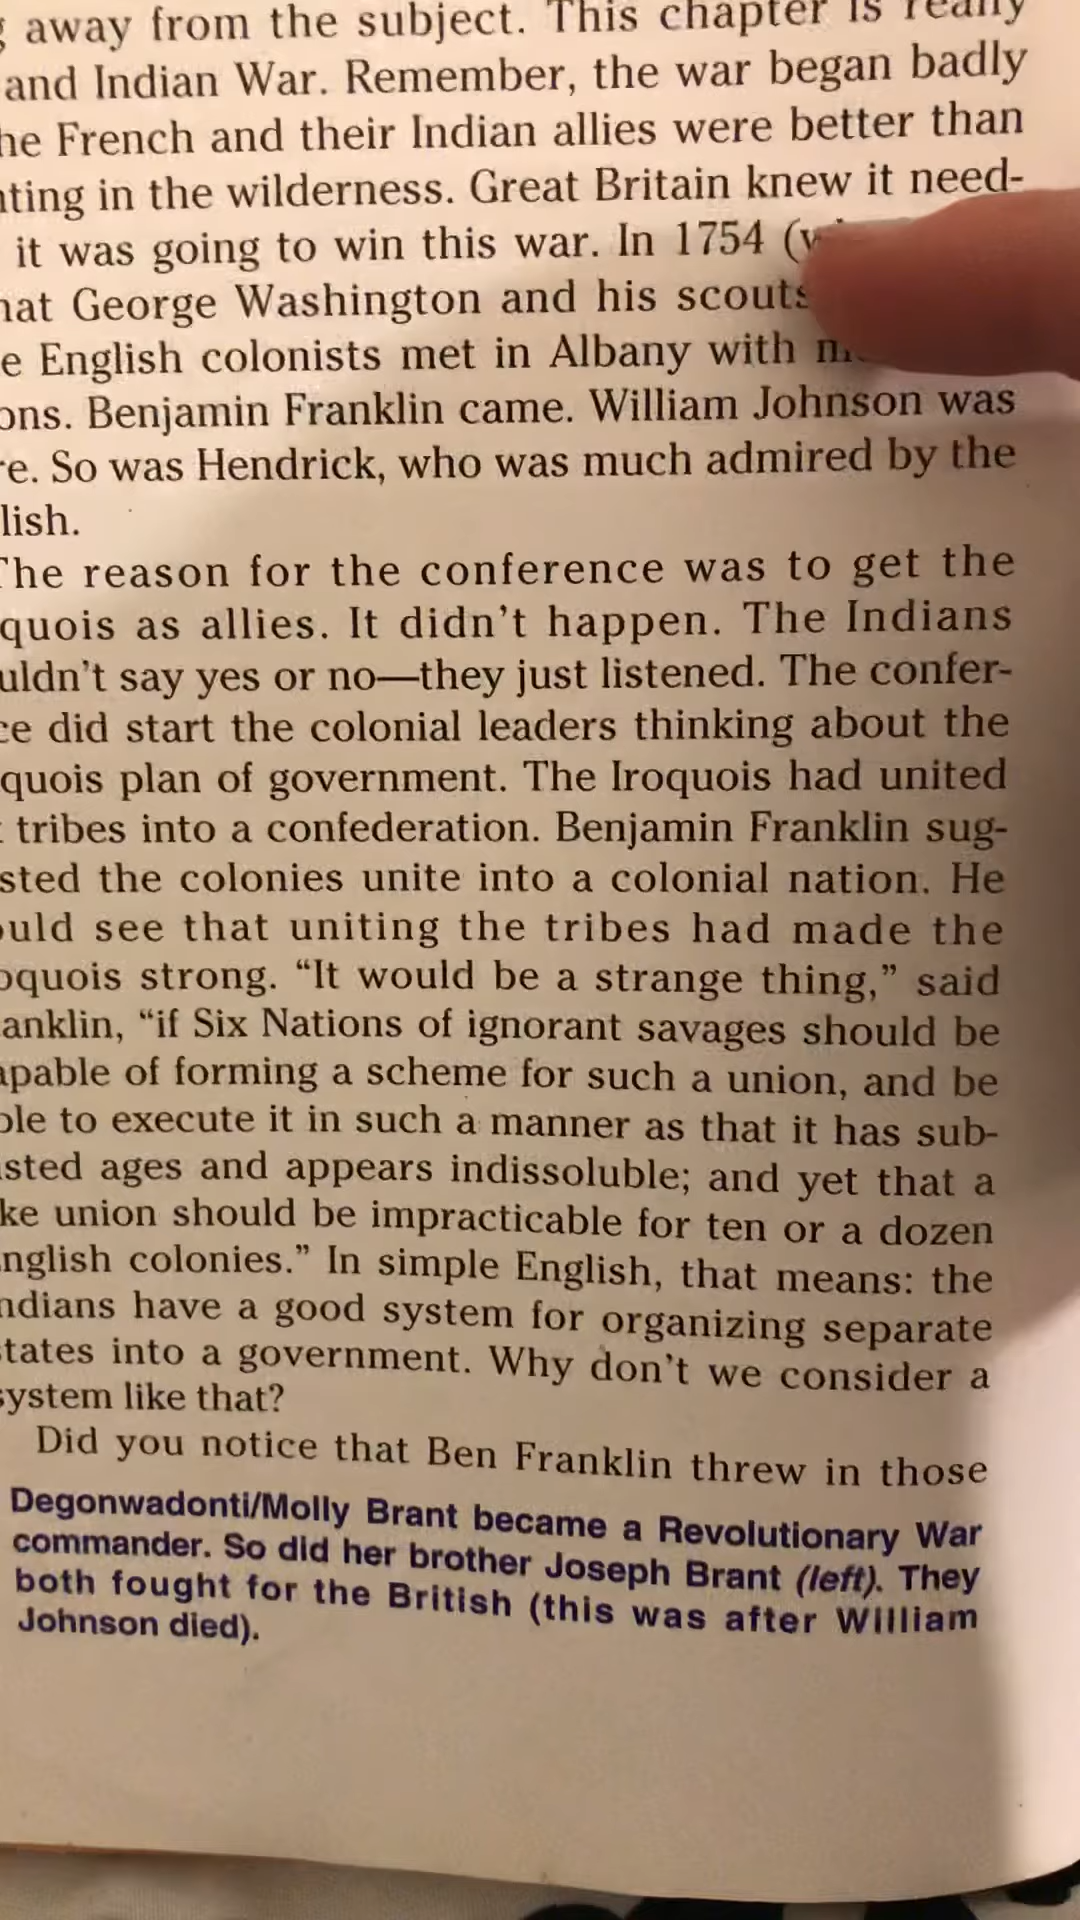 away from the subject. This chapter is really
and Indian War. Remember, the war began badly
he French and their Indian allies were better than
ting in the wilderness. Great Britain knew it need-
it was going to win this war. In 1754 (
hat George Washington and his scouts
e English colonists met in Albany with
ons. Benjamin Franklin came. William Johnson was
re. So was Hendrick, who was much admired by the
lish.
The reason for the conference was to get the
quois as allies. It didn't happen. The Indians
uldn't say yes or no—they just listened. The confer-
ce did start the colonial leaders thinking about the
quois plan of government. The Iroquois had united
tribes into a confederation. Benjamin Franklin sug-
sted the colonies unite into a colonial nation. He
ould see that uniting the tribes had made the
oquois strong. “It would be a strange thing,” said
anklin, “if Six Nations of ignorant savages should be
apable of forming a scheme for such a union, and be
ble to execute it in such a manner as that it has sub-
isted ages and appears indissoluble; and yet that a
ke union should be impracticable for ten or a dozen
nglish colonies.” In simple English, that means: the
ndians have a good system for organizing separate
tates into a government. Why don't we consider a
system like that?
Did you notice that Ben Franklin threw in those
Degonwadonti/Molly Brant became a Revolutionary War
commander. So did her brother Joseph Brant (left). They
both fought for the British (this was after William
Johnson died).